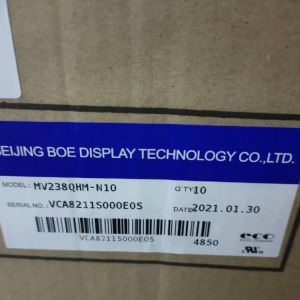 BEIJING BOE DISPLAY TECHNOLOGY CO.,LTD.
MODEL: MV238QHM-N10 Q'TY 10
SERIAL NO.: VCA8211S000E0S DATE 2021.01.30
VCA8211S000E0S
4850
eco